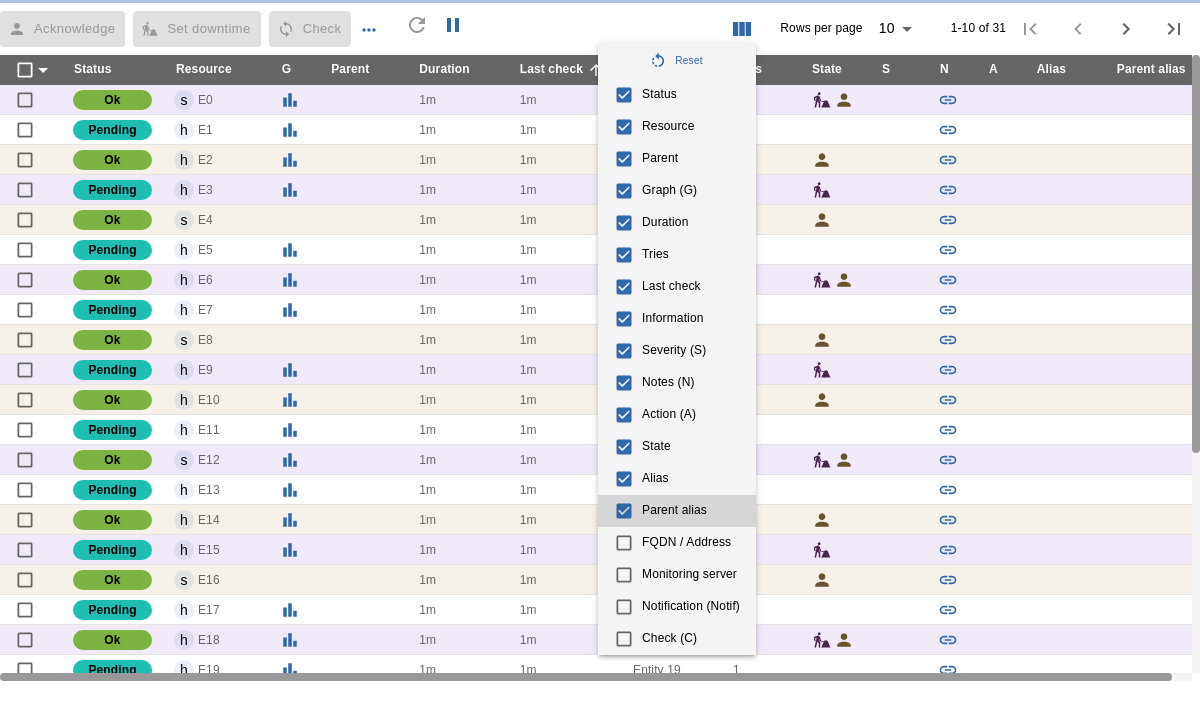 Acknowledge Set downtime Check Rows per page 10 1-10 of 31
Status Resource G Parent Duration Last check s State S N A Alias Parent alias
Reset
Status
Resource
Parent
Graph (G)
Duration
Tries
Last check
Information
Severity (S)
Notes (N)
Action (A)
State
Alias
Parent alias
FQDN / Address
Monitoring server
Notification (Notif)
Check (C)
Ok s E0 1m 1m
Pending h E1 1m 1m
Ok h E2 1m 1m
Pending h E3 1m 1m
Ok s E4 1m 1m
Pending h E5 1m 1m
Ok h E6 1m 1m
Pending h E7 1m 1m
Ok s E8 1m 1m
Pending h E9 1m 1m
Ok h E10 1m 1m
Pending h E11 1m 1m
Ok s E12 1m 1m
Pending h E13 1m 1m
Ok h E14 1m 1m
Pending h E15 1m 1m
Ok s E16 1m 1m
Pending h E17 1m 1m
Ok h E18 1m 1m
Pending h E19 1m 1m Entity 19 1